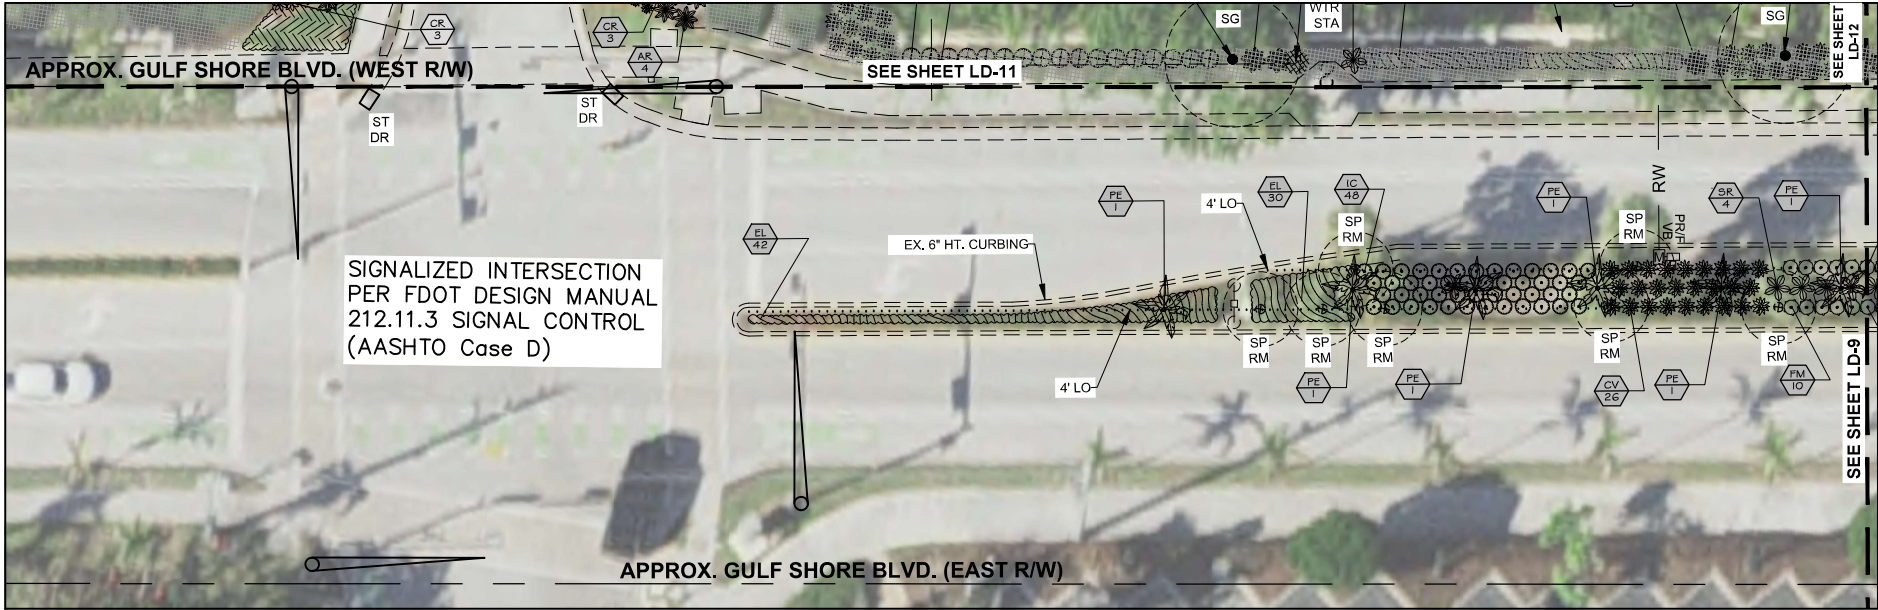 CR
3
CR
3
AR
4
SG
WTR
STA
SG
SEE SHEET
LD-12
APPROX. GULF SHORE BLVD. (WEST R/W)
SEE SHEET LD-11
ST
DR
ST
DR
RW
PE
1
4' LO
EL
30
IC
48
SP
RM
PE
1
SP
RM
PR/F
VB
SR
4
PE
1
EL
42
EX. 6" HT. CURBING
SIGNALIZED INTERSECTION
PER FDOT DESIGN MANUAL
212.11.3 SIGNAL CONTROL
(AASHTO Case D)
M
SP
RM
SP
RM
SP
RM
SP
RM
SP
RM
4' LO
PE
1
PE
1
CV
26
PE
1
FM
10
SEE SHEET LD-9
APPROX. GULF SHORE BLVD. (EAST R/W)